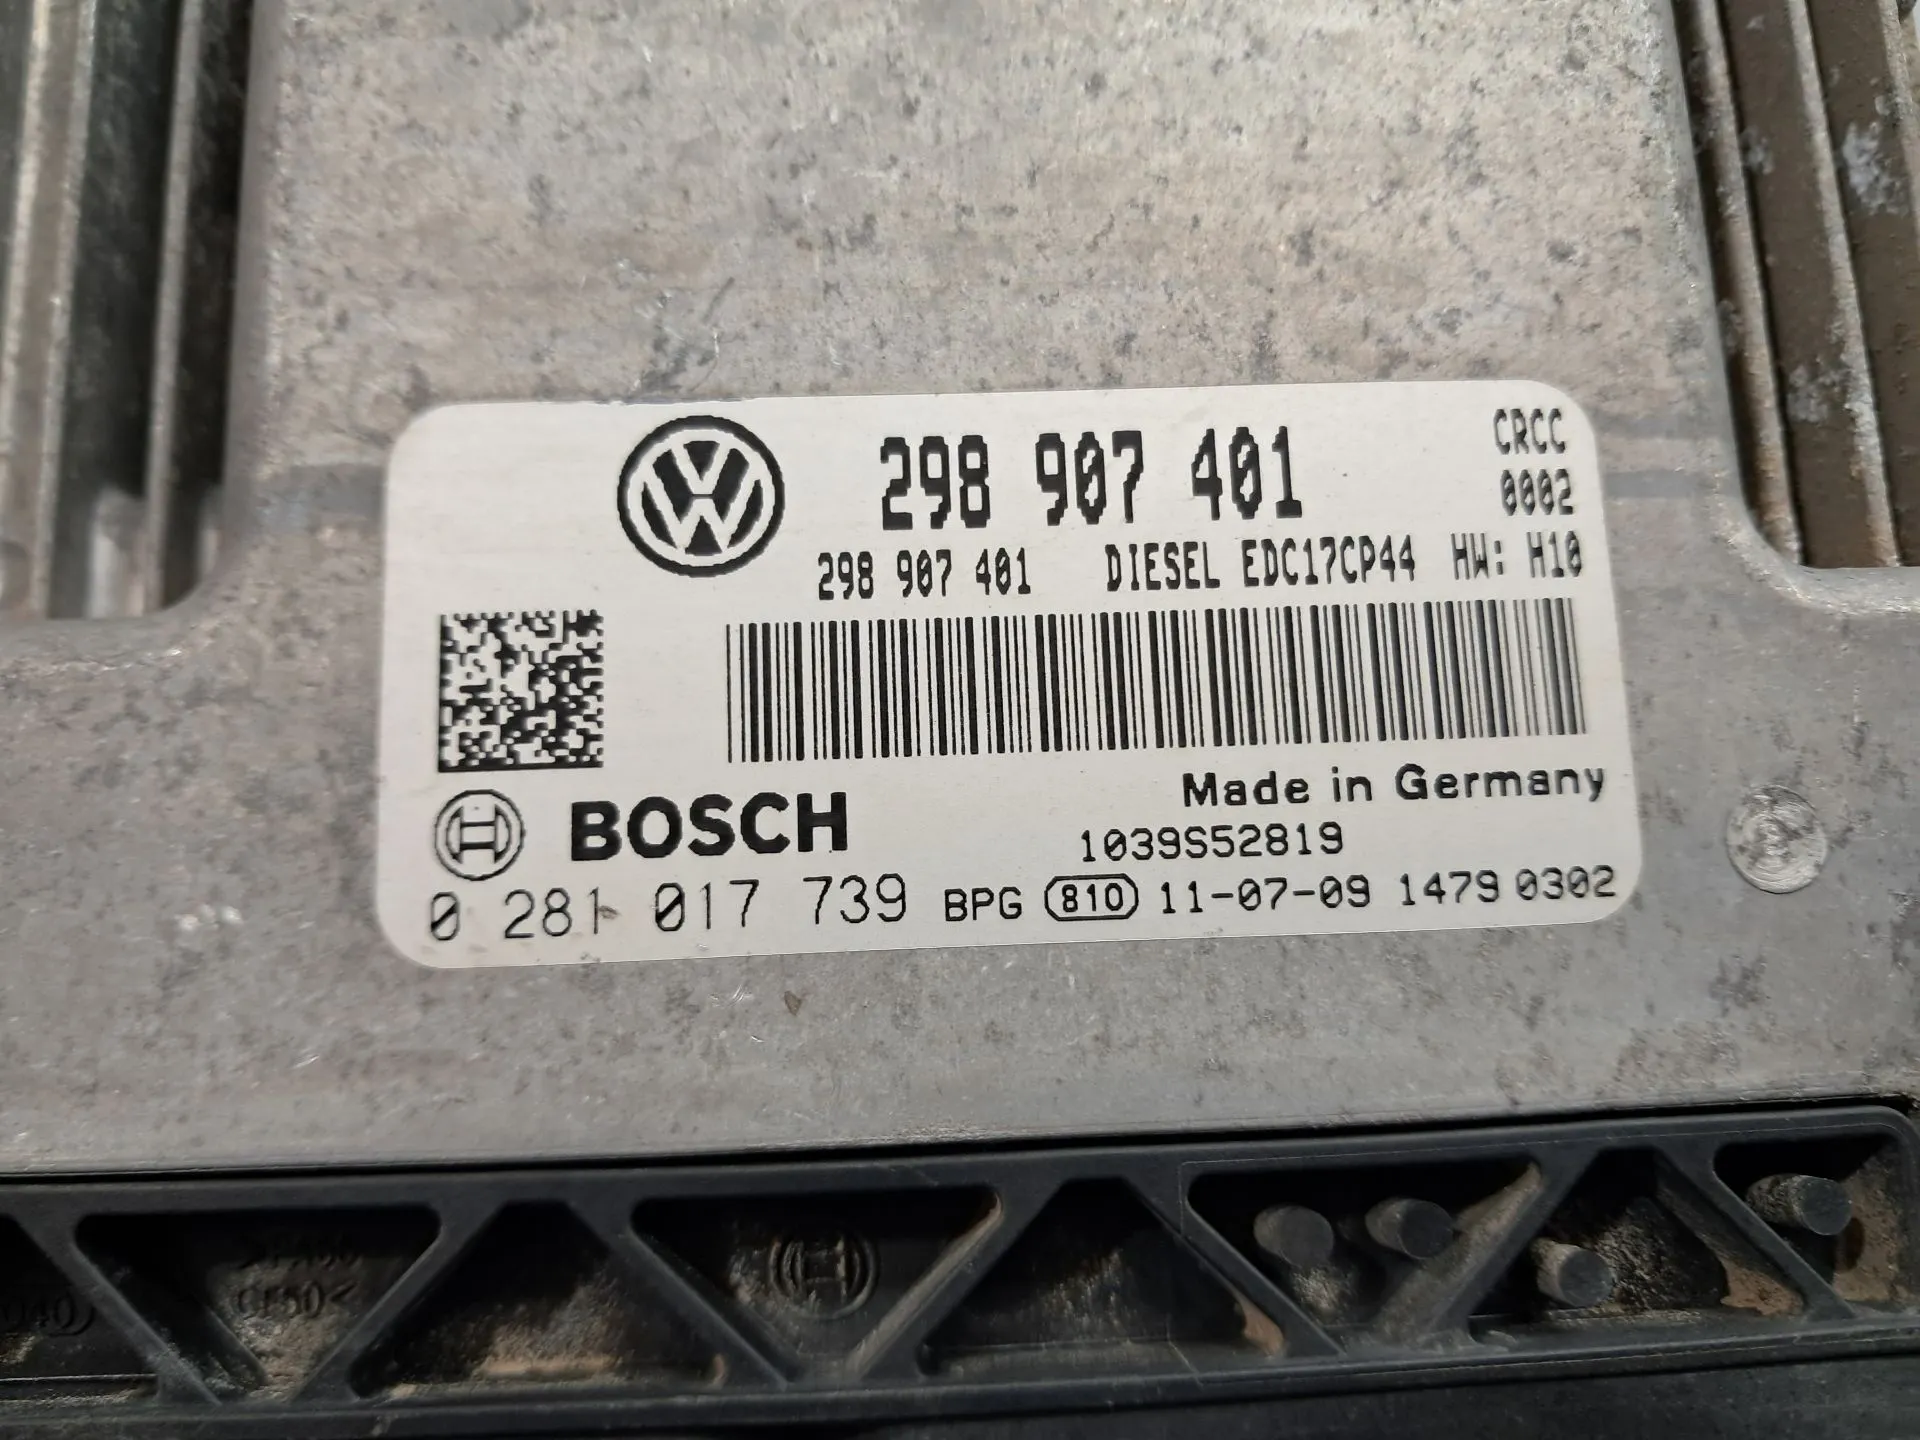 298 907 401
CRCC
0002
298 907 401 DIESEL EDC17CP44 HW: H10
BOSCH
Made in Germany
1039S52819
0 281 017 739 BPG 810 11-07-09 1479 0302
GF50<